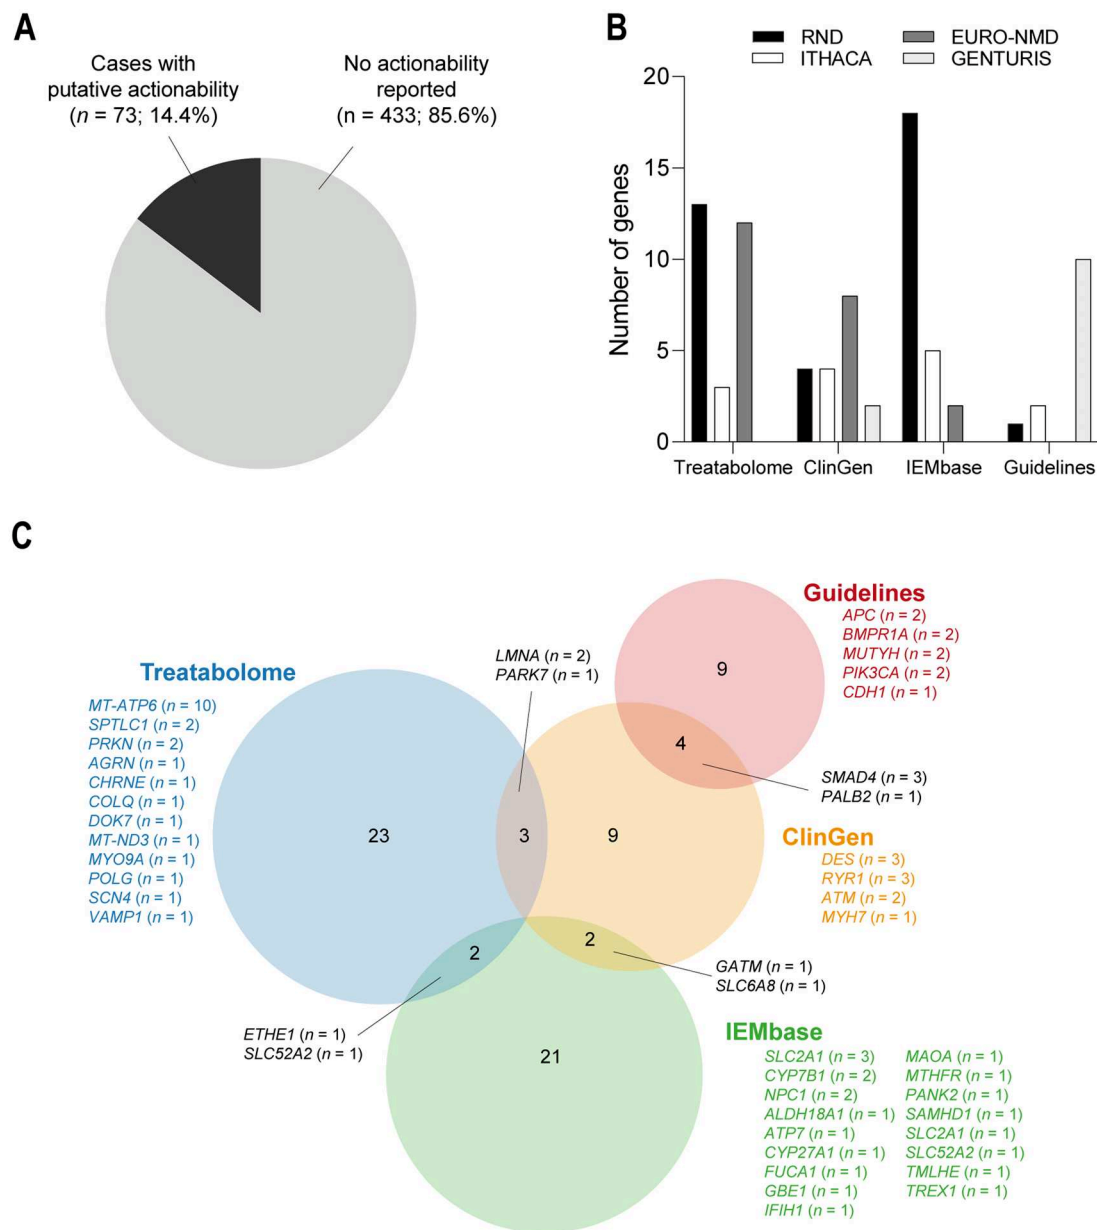 A
Cases with
putative actionability
(n = 73; 14.4%)
No actionability
reported
(n = 433; 85.6%)
B
RND
ITHACA
EURO-NMD
GENTURIS
Number of genes
20
15
10
5
0
Treatabolome
ClinGen
IEMbase
Guidelines
C
Treatabolome
MT-ATP6 (n = 10)
SPTLC1 (n = 2)
PRKN (n = 2)
AGRN (n = 1)
CHRNE (n = 1)
COLQ (n = 1)
DOK7 (n = 1)
MT-ND3 (n = 1)
MYO9A (n = 1)
POLG (n = 1)
SCN4 (n = 1)
VAMP1 (n = 1)
LMNA (n = 2)
PARK7 (n = 1)
Guidelines
APC (n = 2)
BMPR1A (n = 2)
MUTYH (n = 2)
PIK3CA (n = 2)
CDH1 (n = 1)
9
4
SMAD4 (n = 3)
PALB2 (n = 1)
23
3
9
ClinGen
DES (n = 3)
RYR1 (n = 3)
ATM (n = 2)
MYH7 (n = 1)
2
2
GATM (n = 1)
SLC6A8 (n = 1)
ETHE1 (n = 1)
SLC52A2 (n = 1)
21
IEMbase
SLC2A1 (n = 3)
CYP7B1 (n = 2)
NPC1 (n = 2)
ALDH18A1 (n = 1)
ATP7 (n = 1)
CYP27A1 (n = 1)
FUCA1 (n = 1)
GBE1 (n = 1)
IFIH1 (n = 1)
MAOA (n = 1)
MTHFR (n = 1)
PANK2 (n = 1)
SAMHD1 (n = 1)
SLC2A1 (n = 1)
SLC52A2 (n = 1)
TMLHE (n = 1)
TREX1 (n = 1)